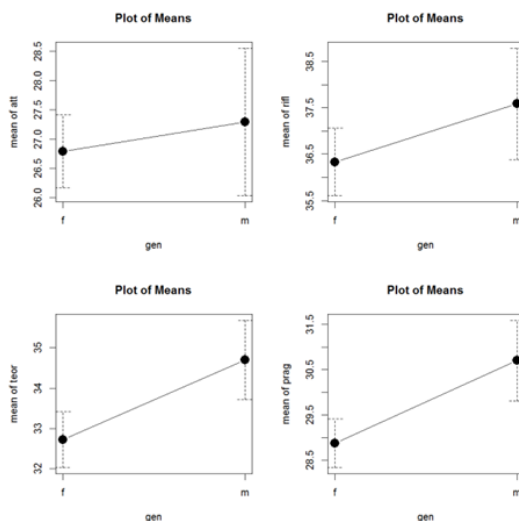 Plot of Means
mean of att
28.5
28.0
27.5
27.0
26.5
26.0
f
m
gen
Plot of Means
mean of rifl
38.5
37.5
36.5
35.5
f
m
gen
Plot of Means
mean of teor
35
34
33
32
f
m
gen
Plot of Means
mean of prag
31.5
30.5
29.5
28.5
f
m
gen